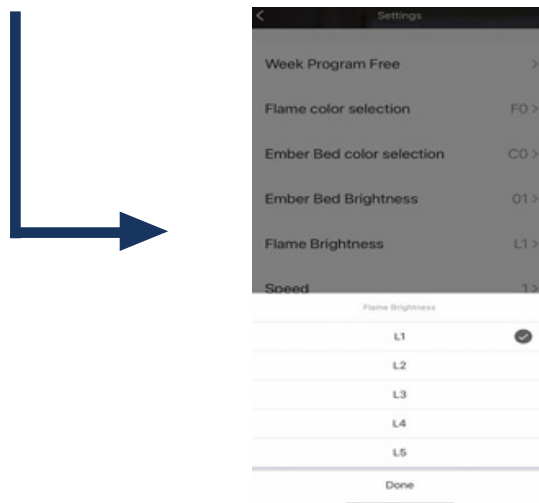 Settings
Week Program Free
Flame color selection F0
Ember Bed color selection C0
Ember Bed Brightness 01
Flame Brightness L1
Speed 1
Flame Brightness
L1
L2
L3
L4
L5
Done